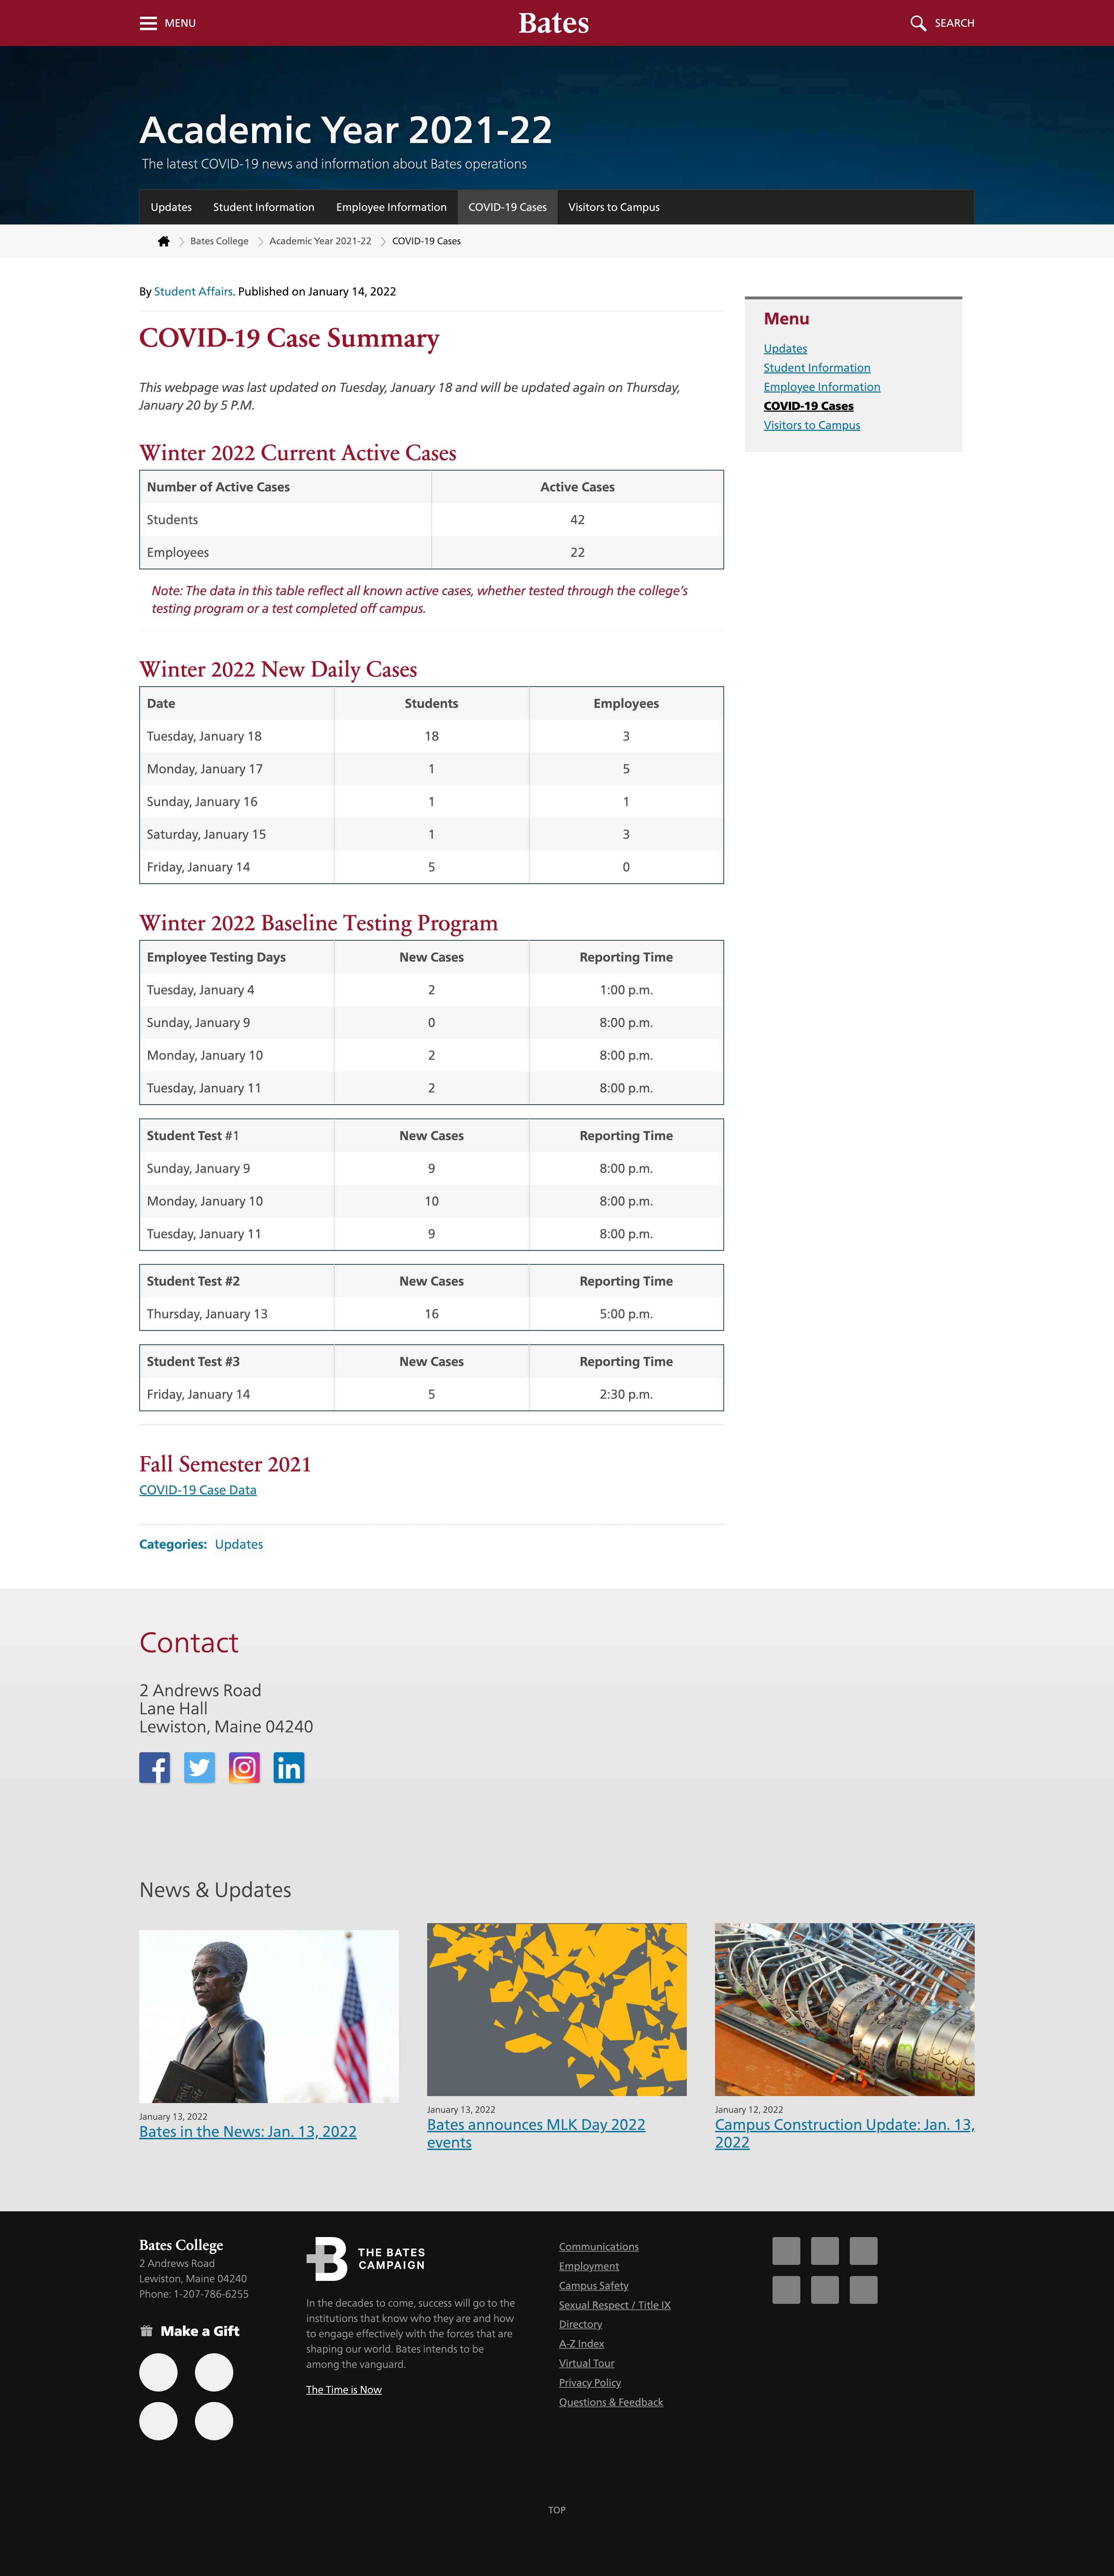 MENU
Bates
SEARCH
Academic Year 2021-22
The latest COVID-19 news and information about Bates operations
Updates Student Information Employee Information COVID-19 Cases Visitors to Campus
Bates College Academic Year 2021-22 COVID-19 Cases
By Student Affairs. Published on January 14, 2022
COVID-19 Case Summary
This webpage was last updated on Tuesday, January 18 and will be updated again on Thursday,
January 20 by 5 P.M.
Menu
Updates
Student Information
Employee Information
COVID-19 Cases
Visitors to Campus
Winter 2022 Current Active Cases
Number of Active Cases Active Cases
Students 42
Employees 22
Note: The data in this table reflect all known active cases, whether tested through the college’s
testing program or a test completed off campus.
Winter 2022 New Daily Cases
Date Students Employees
Tuesday, January 18 18 3
Monday, January 17 1 5
Sunday, January 16 1 1
Saturday, January 15 1 3
Friday, January 14 5 0
Winter 2022 Baseline Testing Program
Employee Testing Days New Cases Reporting Time
Tuesday, January 4 2 1:00 p.m.
Sunday, January 9 0 8:00 p.m.
Monday, January 10 2 8:00 p.m.
Tuesday, January 11 2 8:00 p.m.
Student Test #1 New Cases Reporting Time
Sunday, January 9 9 8:00 p.m.
Monday, January 10 10 8:00 p.m.
Tuesday, January 11 9 8:00 p.m.
Student Test #2 New Cases Reporting Time
Thursday, January 13 16 5:00 p.m.
Student Test #3 New Cases Reporting Time
Friday, January 14 5 2:30 p.m.
Fall Semester 2021
COVID-19 Case Data
Categories: Updates
Contact
2 Andrews Road
Lane Hall
Lewiston, Maine 04240
News & Updates
January 13, 2022
Bates in the News: Jan. 13, 2022
January 13, 2022
Bates announces MLK Day 2022
events
January 12, 2022
Campus Construction Update: Jan. 13,
2022
Bates College
2 Andrews Road
Lewiston, Maine 04240
Phone: 1-207-786-6255
Make a Gift
B THE BATES
CAMPAIGN
In the decades to come, success will go to the
institutions that know who they are and how
to engage effectively with the forces that are
shaping our world. Bates intends to be
among the vanguard.
The Time is Now
Communications
Employment
Campus Safety
Sexual Respect / Title IX
Directory
A-Z Index
Virtual Tour
Privacy Policy
Questions & Feedback
TOP